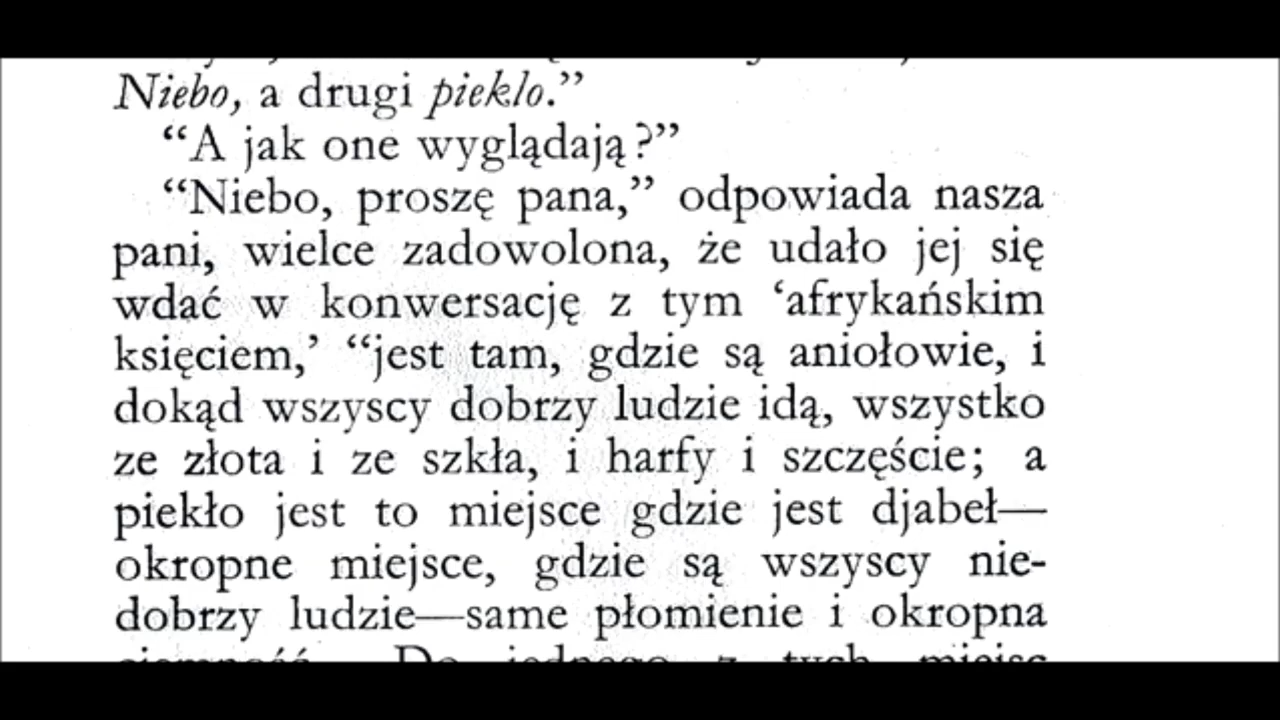 Niebo, a drugi piekło.”
“A jak one wyglądają?”
“Niebo, proszę pana,” odpowiada nasza
pani, wielce zadowolona, że udało jej się
wdać w konwersację z tym ‘afrykańskim
księciem,’ “jest tam, gdzie są aniołowie, i
dokąd wszyscy dobrzy ludzie idą, wszystko
ze złota i ze szkła, i harfy i szczęście; a
piekło jest to miejsce gdzie jest djabeł—
okropne miejsce, gdzie są wszyscy nie-
dobrzy ludzie—same płomienie i okropna